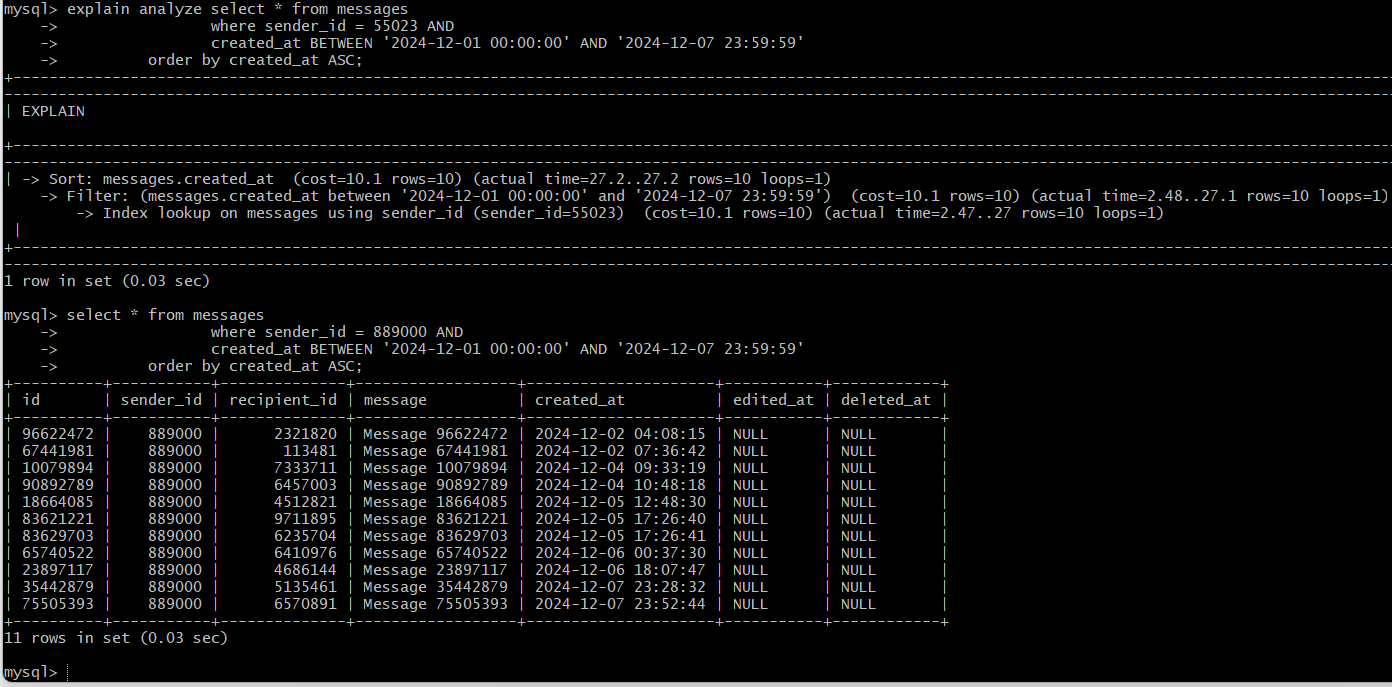 mysql> explain analyze select * from messages
    ->                 where sender_id = 55023 AND
    ->                 created_at BETWEEN '2024-12-01 00:00:00' AND '2024-12-07 23:59:59'
    ->          order by created_at ASC;
| EXPLAIN
| -> Sort: messages.created_at  (cost=10.1 rows=10) (actual time=27.2..27.2 rows=10 loops=1)
    -> Filter: (messages.created_at between '2024-12-01 00:00:00' and '2024-12-07 23:59:59')  (cost=10.1 rows=10) (actual time=2.48..27.1 rows=10 loops=1)
        -> Index lookup on messages using sender_id (sender_id=55023)  (cost=10.1 rows=10) (actual time=2.47..27 rows=10 loops=1)
 |
1 row in set (0.03 sec)
mysql> select * from messages
    ->                 where sender_id = 889000 AND
    ->                 created_at BETWEEN '2024-12-01 00:00:00' AND '2024-12-07 23:59:59'
    ->          order by created_at ASC;
| id       | sender_id | recipient_id | message          | created_at          | edited_at | deleted_at |
| 96622472 |    889000 |      2321820 | Message 96622472 | 2024-12-02 04:08:15 | NULL      | NULL       |
| 67441981 |    889000 |       113481 | Message 67441981 | 2024-12-02 07:36:42 | NULL      | NULL       |
| 10079894 |    889000 |      7333711 | Message 10079894 | 2024-12-04 09:33:19 | NULL      | NULL       |
| 90892789 |    889000 |      6457003 | Message 90892789 | 2024-12-04 10:48:18 | NULL      | NULL       |
| 18664085 |    889000 |      4512821 | Message 18664085 | 2024-12-05 12:48:30 | NULL      | NULL       |
| 83621221 |    889000 |      9711895 | Message 83621221 | 2024-12-05 17:26:40 | NULL      | NULL       |
| 83629703 |    889000 |      6235704 | Message 83629703 | 2024-12-05 17:26:41 | NULL      | NULL       |
| 65740522 |    889000 |      6410976 | Message 65740522 | 2024-12-06 00:37:30 | NULL      | NULL       |
| 23897117 |    889000 |      4686144 | Message 23897117 | 2024-12-06 18:07:47 | NULL      | NULL       |
| 35442879 |    889000 |      5135461 | Message 35442879 | 2024-12-07 23:28:32 | NULL      | NULL       |
| 75505393 |    889000 |      6570891 | Message 75505393 | 2024-12-07 23:52:44 | NULL      | NULL       |
11 rows in set (0.03 sec)
mysql>